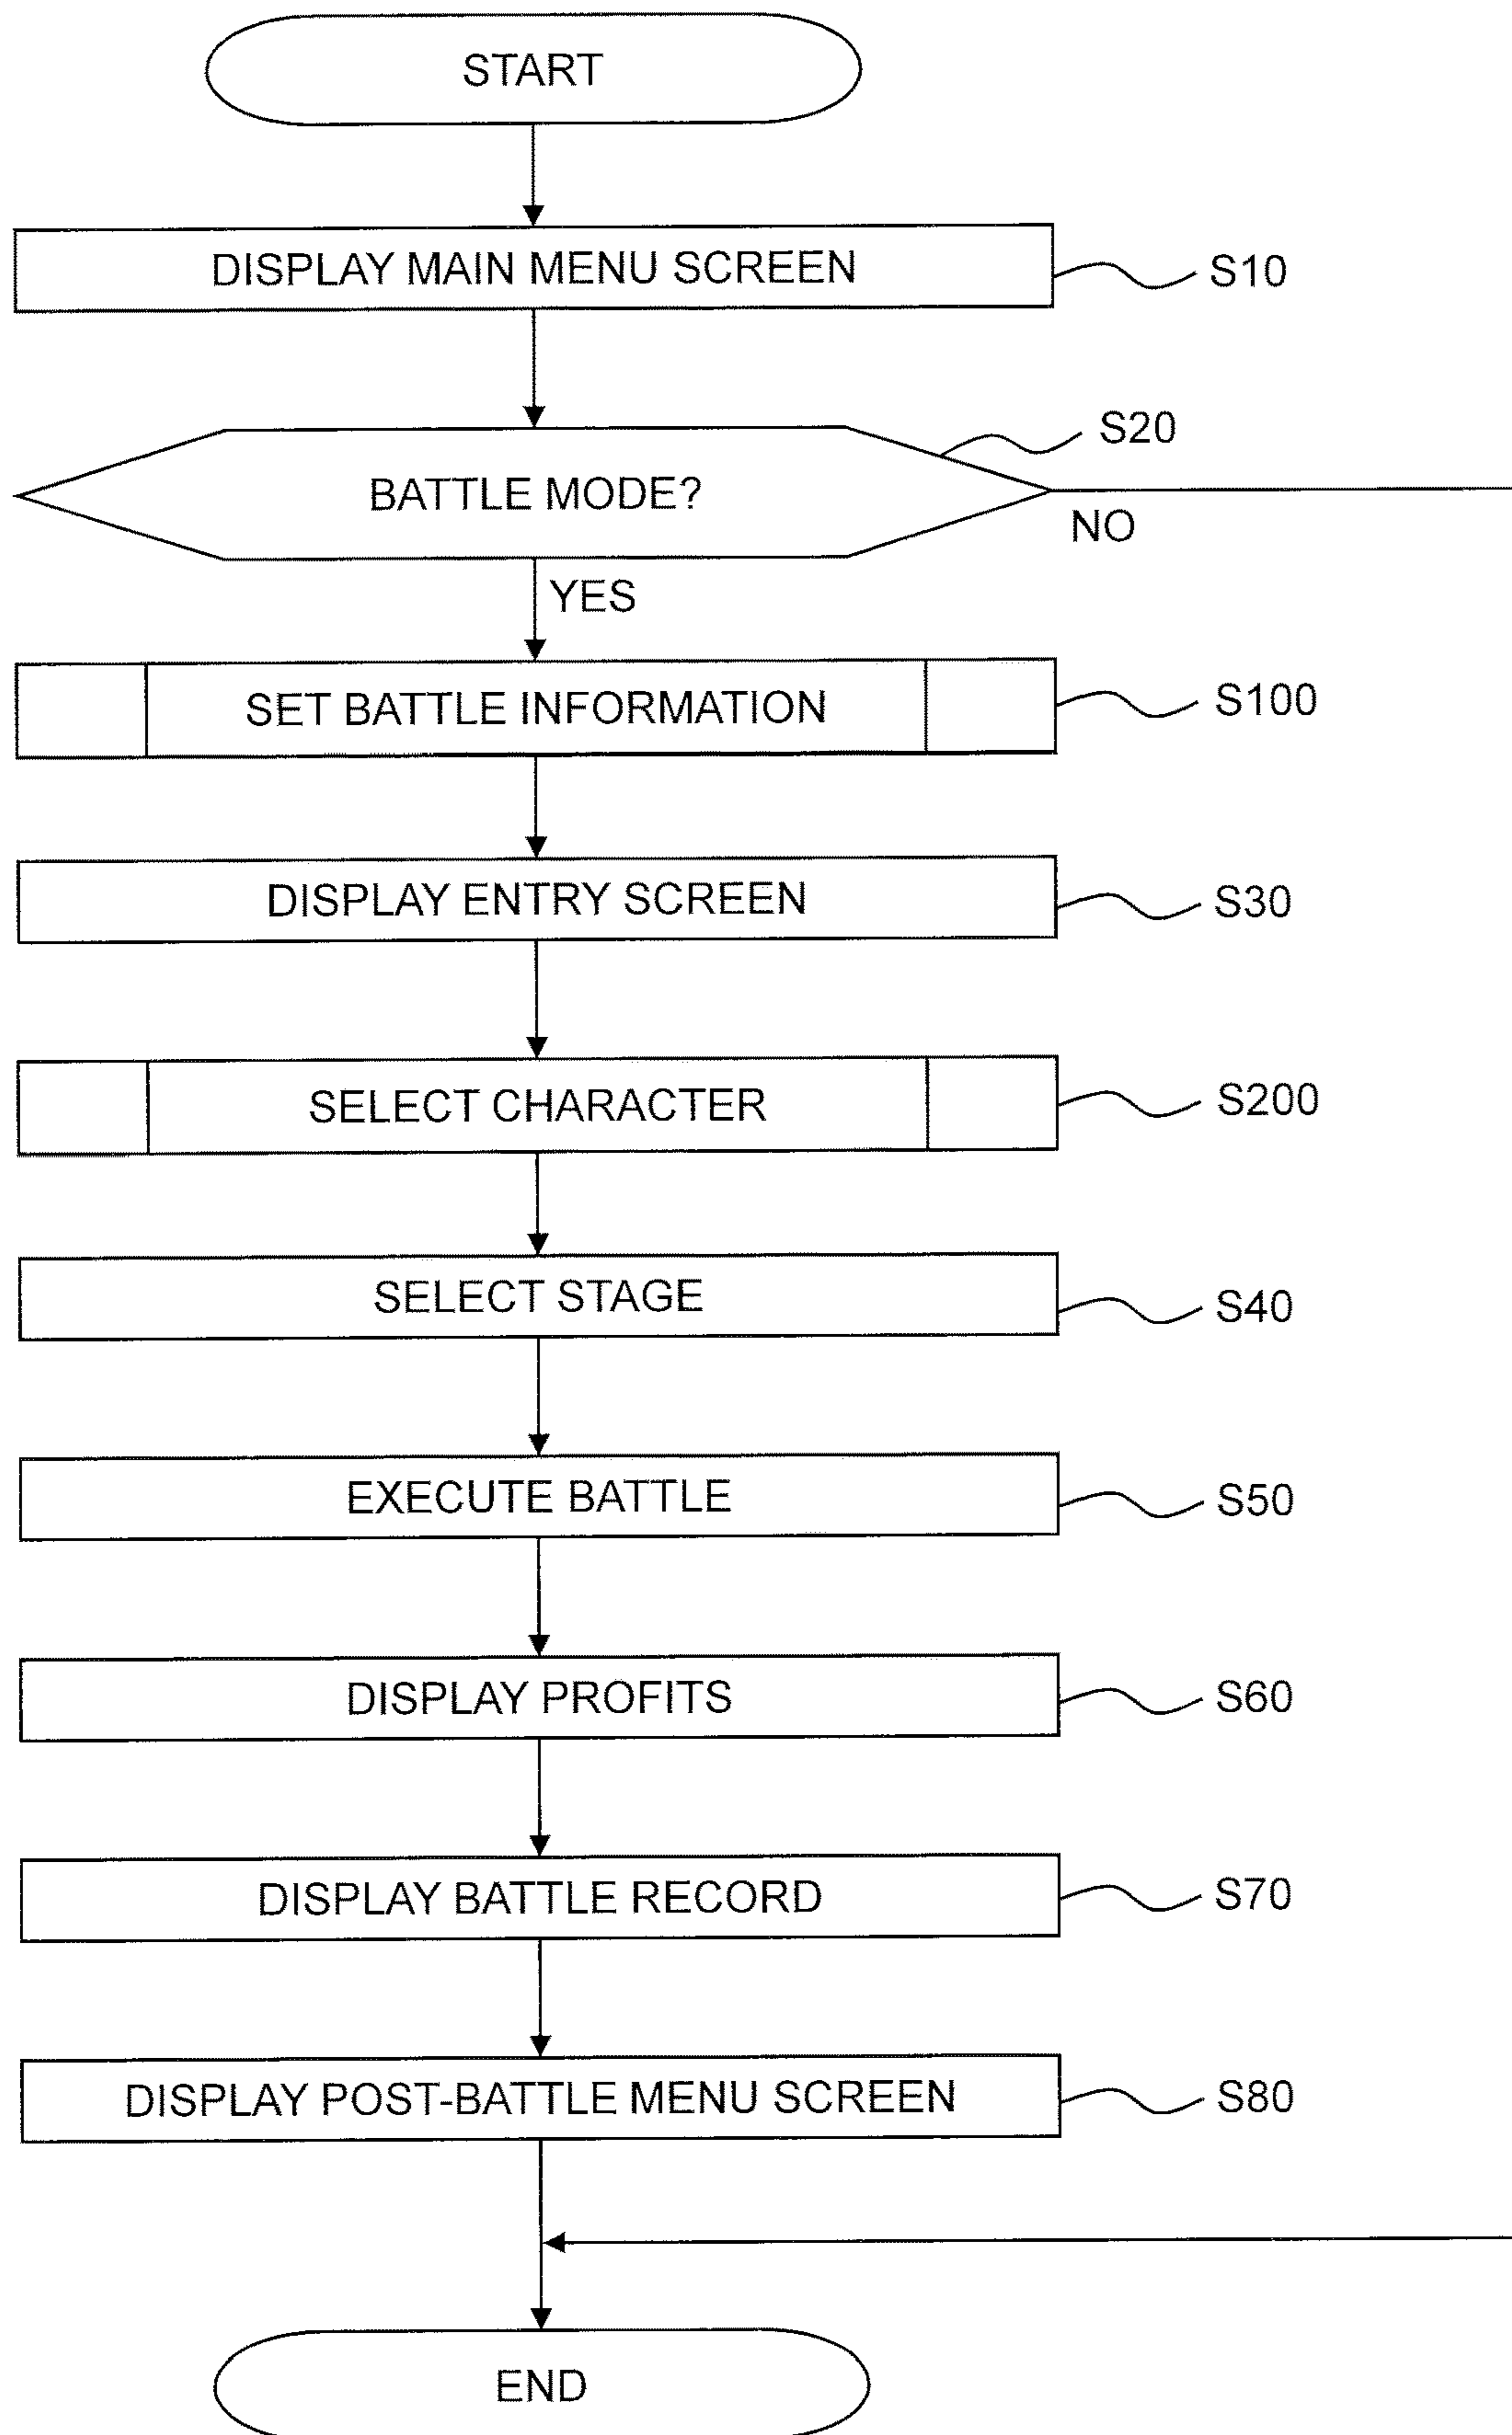 START
DISPLAY MAIN MENU SCREEN
S10
S20
BATTLE MODE?
NO
YES
SET BATTLE INFORMATION
S100
DISPLAY ENTRY SCREEN
S30
SELECT CHARACTER
S200
SELECT STAGE
S40
EXECUTE BATTLE
S50
DISPLAY PROFITS
S60
DISPLAY BATTLE RECORD
S70
DISPLAY POST-BATTLE MENU SCREEN
S80
END